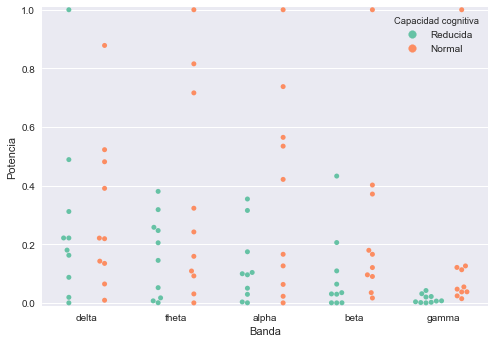 Capacidad cognitiva
Reducida
Normal
Potencia
1.0
0.8
0.6
0.4
0.2
0.0
delta
theta
alpha
beta
gamma
Banda